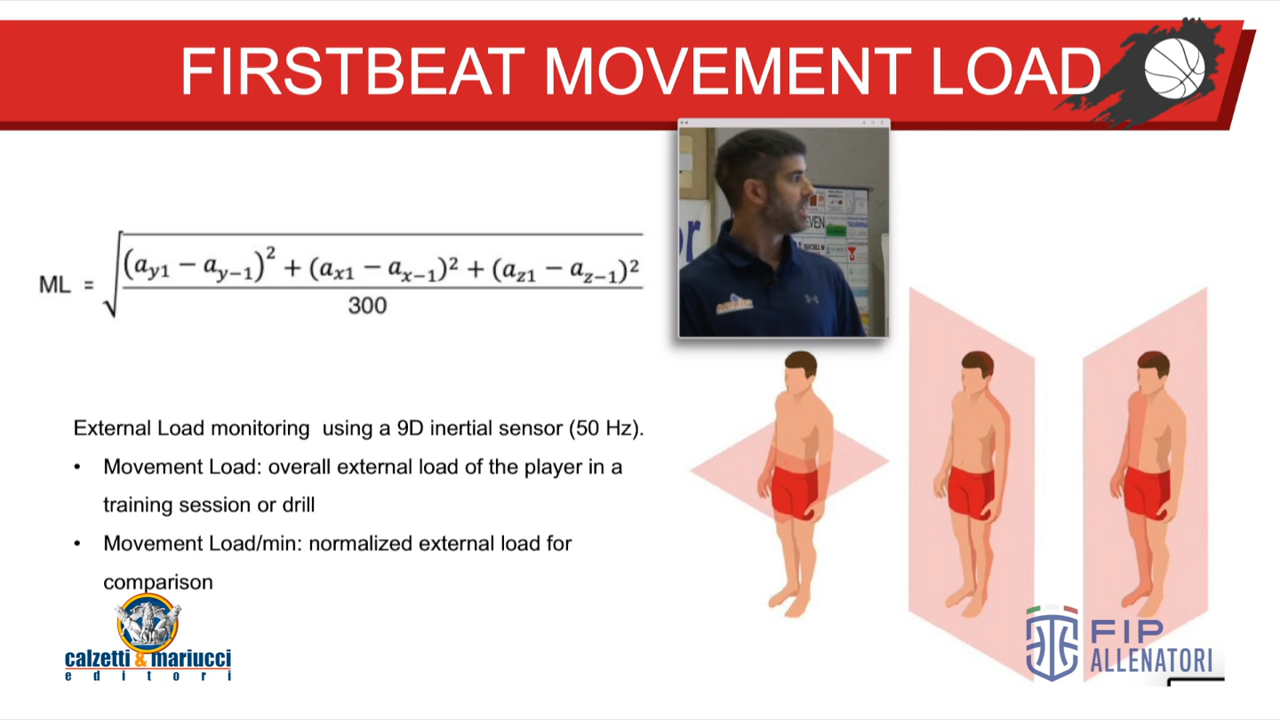 FIRSTBEAT MOVEMENT LOAD
ML = √((a_y1 − a_y−1)² + (a_x1 − a_x−1)² + (a_z1 − a_z−1)²
300
External Load monitoring using a 9D inertial sensor (50 Hz).
• Movement Load: overall external load of the player in a
training session or drill
• Movement Load/min: normalized external load for
comparison
calzetti & mariucci
editori
FIP
ALLENATORI